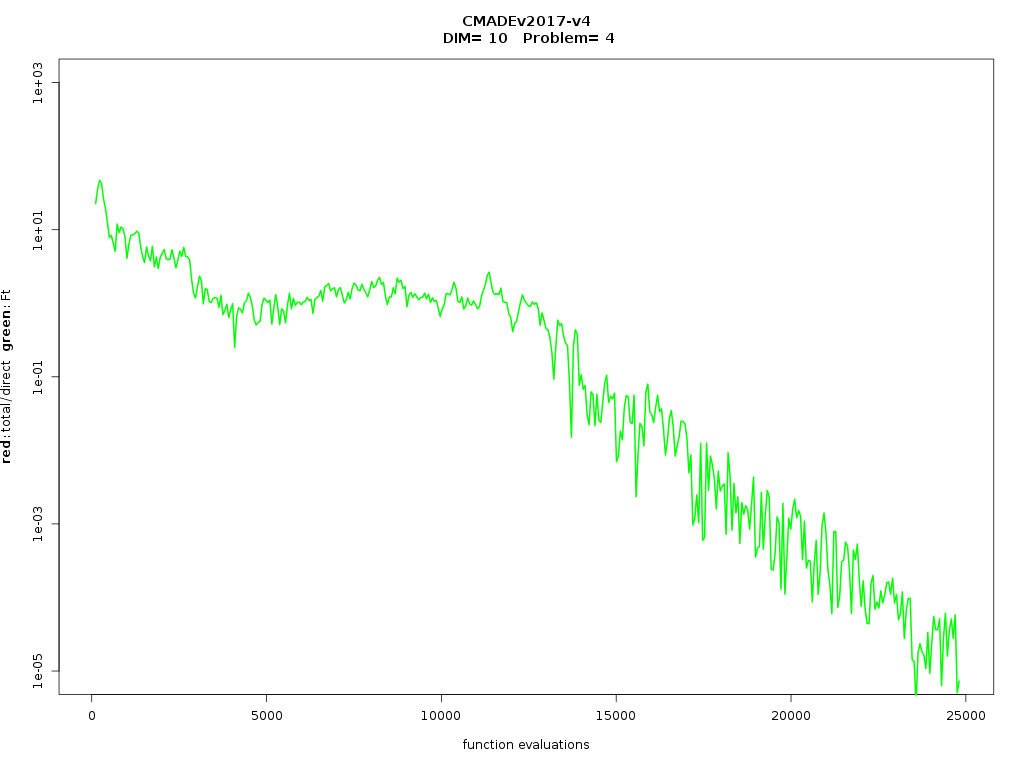 CMADEv2017-v4
DIM= 10 Problem= 4
1e+03
1e+01
1e-01
1e-03
1e-05
red: total/direct green: Ft
0 5000 10000 15000 20000 25000
function evaluations